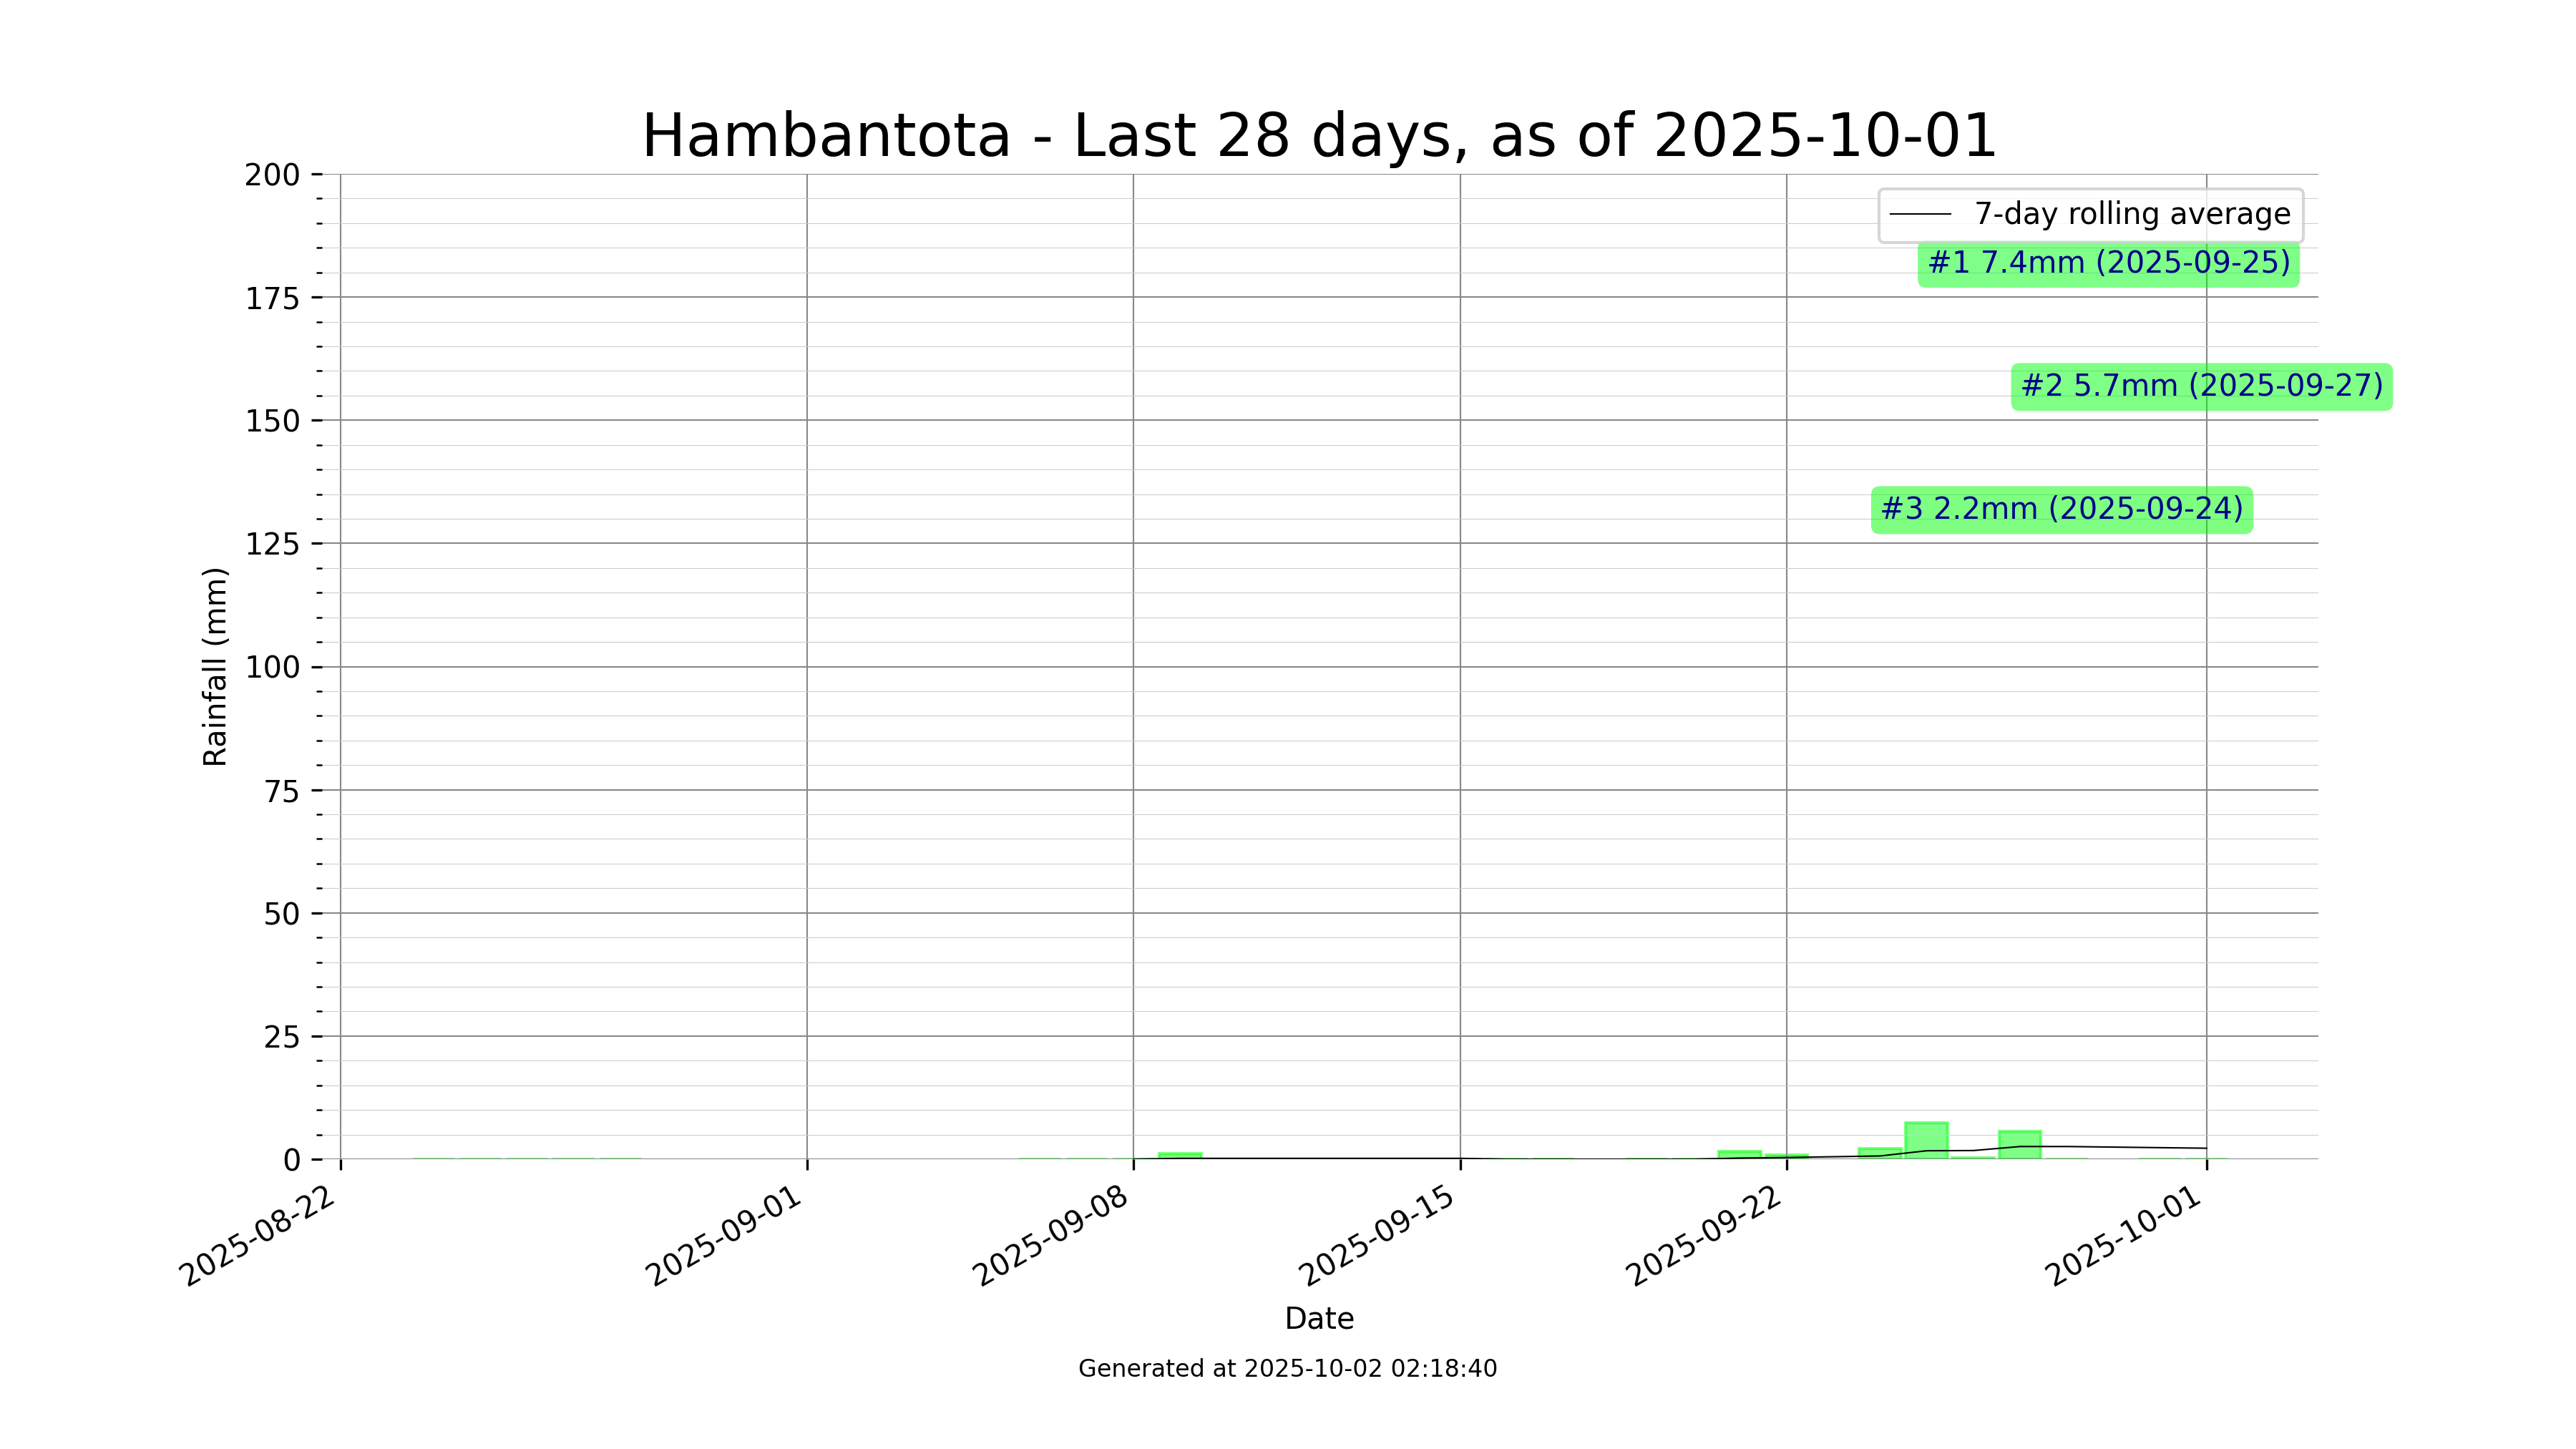 Hambantota - Last 28 days, as of 2025-10-01
200
175
150
125
100
75
50
25
0
Rainfall (mm)
7-day rolling average
#1 7.4mm (2025-09-25)
#2 5.7mm (2025-09-27)
#3 2.2mm (2025-09-24)
2025-08-22
2025-09-01
2025-09-08
2025-09-15
2025-09-22
2025-10-01
Date
Generated at 2025-10-02 02:18:40